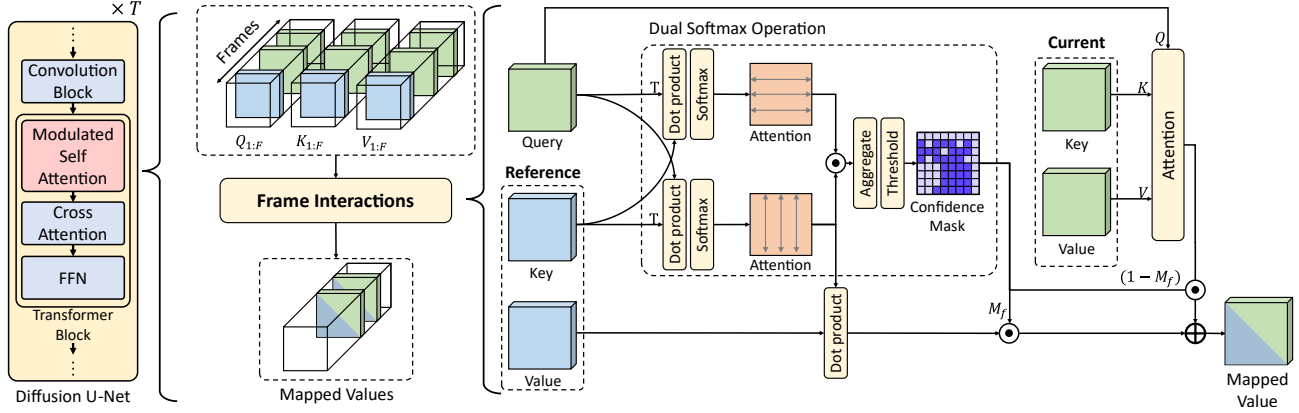 × T
Convolution
Block
Modulated
Self
Attention
Cross
Attention
FFN
Transformer
Block
Diffusion U-Net
Frames
Q1:F
K1:F
V1:F
Frame Interactions
Mapped Values
Query
Reference
Key
Value
Dual Softmax Operation
T
Dot product
Softmax
Attention
T
Dot product
Softmax
Attention
Aggregate
Threshold
Confidence
Mask
Dot product
Current
Key
Value
Q
K
V
Attention
(1 − Mf)
Mf
Mapped
Value